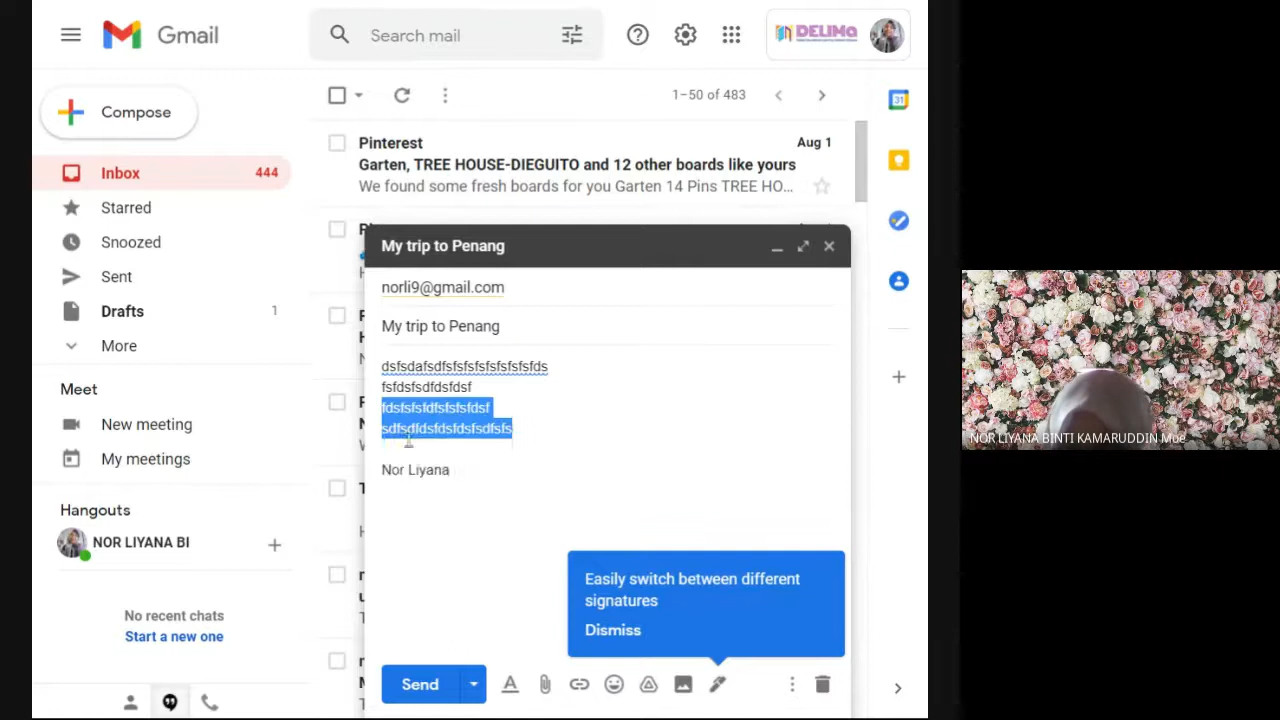 Gmail
Search mail
DELIMa
Compose
1–50 of 483
Inbox 444
Starred
Snoozed
Sent
Drafts 1
More
Meet
New meeting
My meetings
Hangouts
NOR LIYANA BI
No recent chats
Start a new one
Pinterest Aug 1
Garten, TREE HOUSE-DIEGUITO and 12 other boards like yours
We found some fresh boards for you Garten 14 Pins TREE HO...
My trip to Penang
norli9@gmail.com
My trip to Penang
dsfsdafsdfsfsfsfsfsfsfsfsfds
fsfdsfsdfdsfdsf
fdsfsfsfdfsfsfsfsfdsf
sdfsdfdsfdsfdsfsdfsfs
Nor Liyana
Easily switch between different
signatures
Dismiss
Send
31
NOR LIYANA BINTI KAMARUDDIN Moe